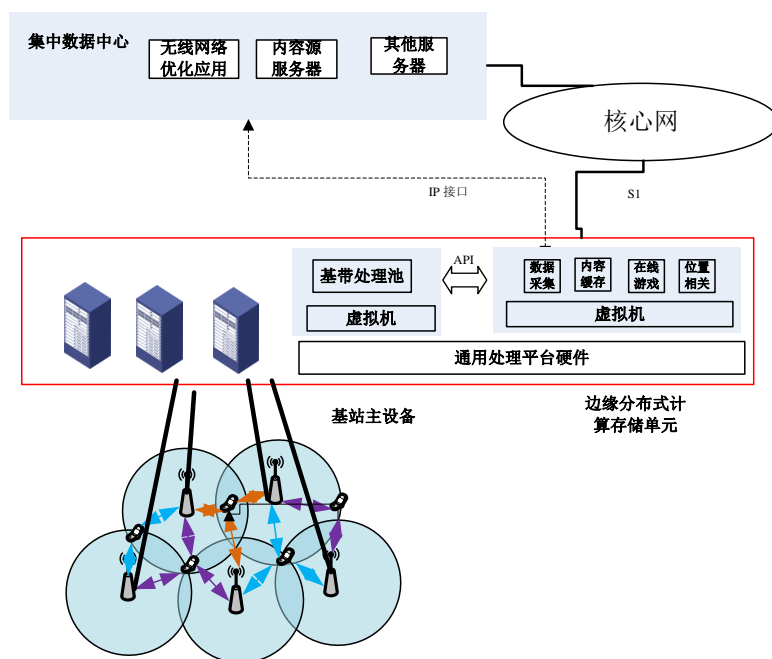 集中数据中心
无线网络
优化应用
内容源
服务器
其他服
务器
核心网
IP 接口
S1
基带处理池
API
数据
采集
内容
缓存
在线
游戏
位置
相关
虚拟机
虚拟机
通用处理平台硬件
基站主设备
边缘分布式计
算存储单元